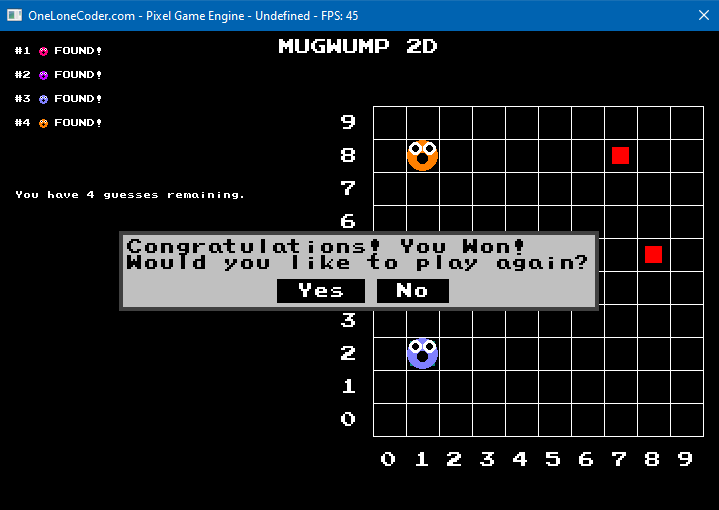 OneLoneCoder.com - Pixel Game Engine - Undefined - FPS: 45
MUGWUMP 2D
#1 FOUND!
#2 FOUND!
#3 FOUND!
#4 FOUND!
You have 4 guesses remaining.
9
8
7
6
Congratulations! You Won!
Would you like to play again?
Yes No
3
2
1
0
0 1 2 3 4 5 6 7 8 9